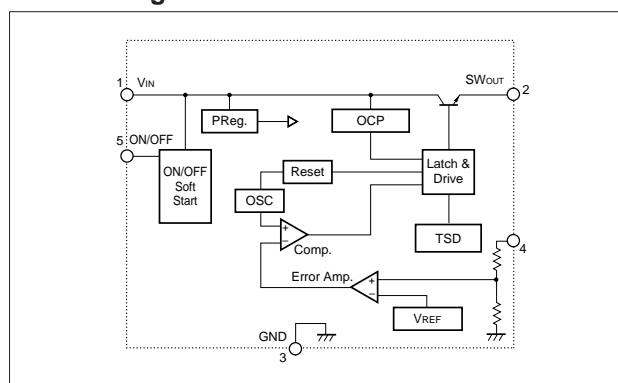 g
1 VIN
SWOUT 2
PReg.
OCP
5 ON/OFF
ON/OFF
Soft
Start
Reset
Latch &
Drive
OSC
+
−
Comp.
TSD
4
Error Amp.
+
−
VREF
GND
3